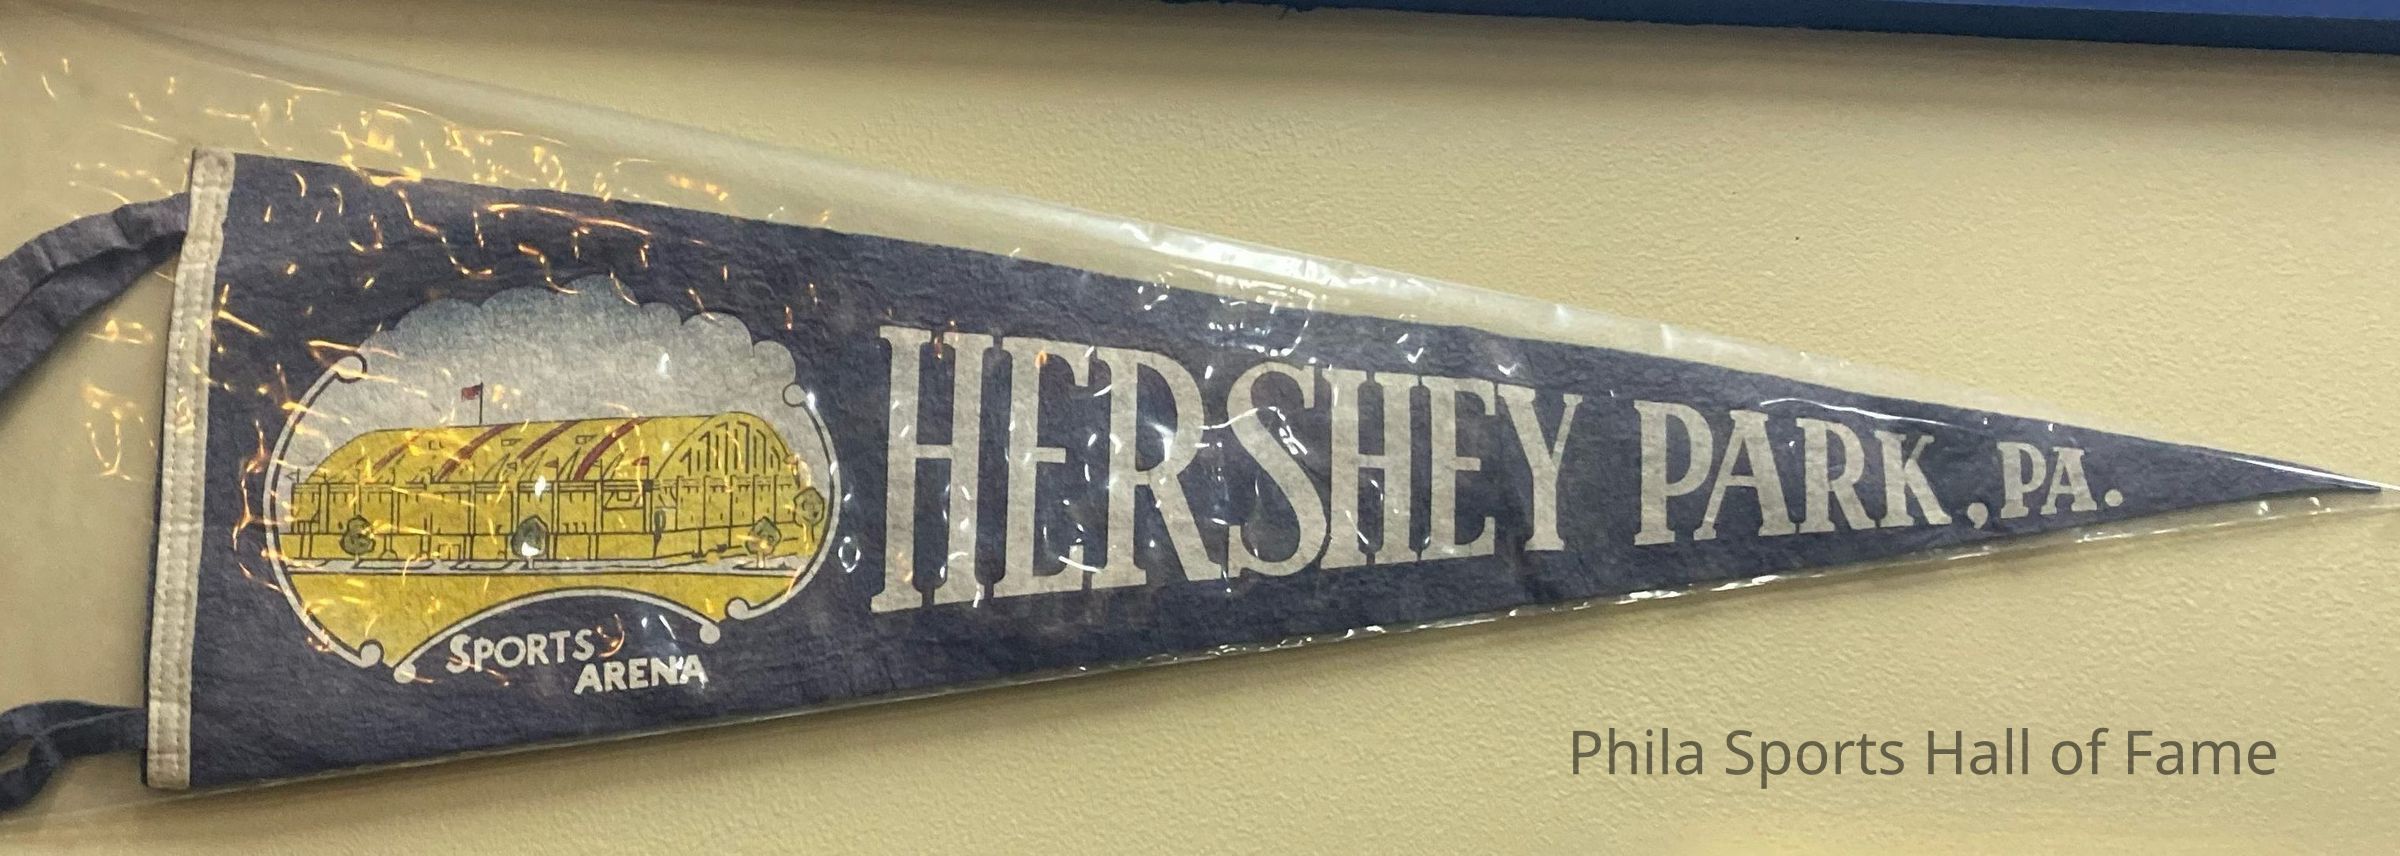 HERSHEY PARK, PA.
SPORTS
ARENA
Phila Sports Hall of Fame